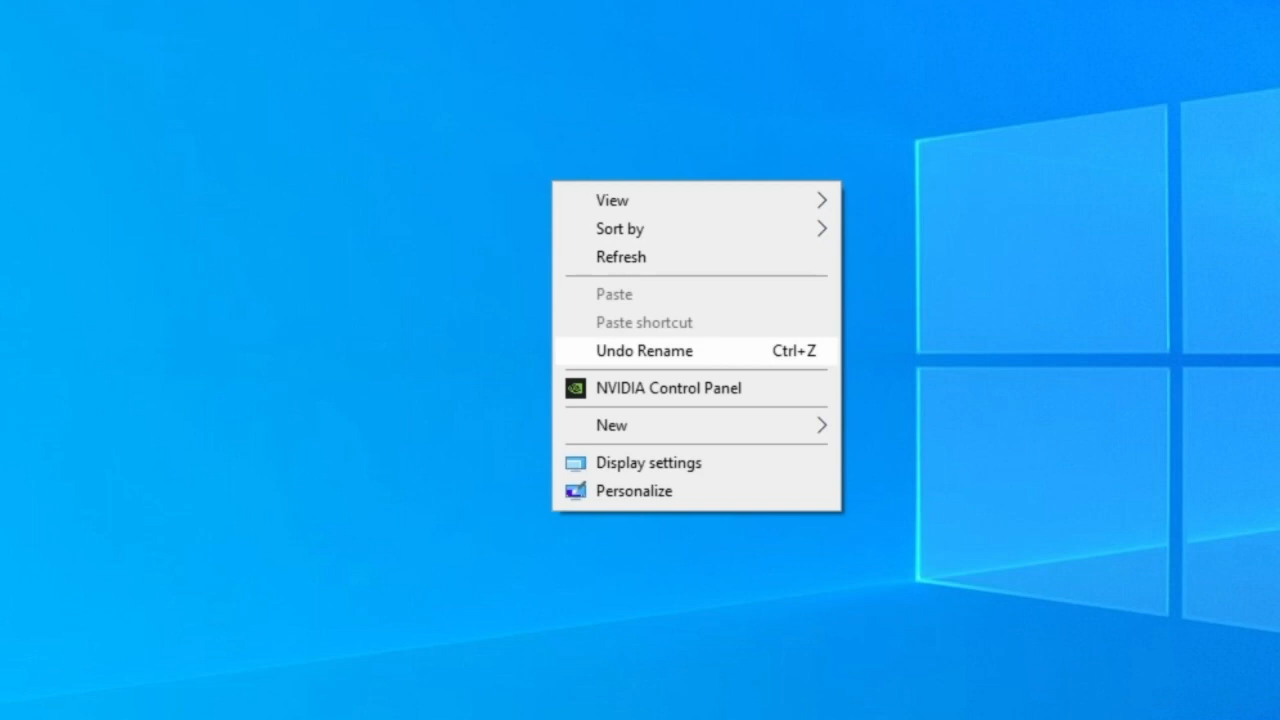 View
Sort by
Refresh
Paste
Paste shortcut
Undo Rename Ctrl+Z
NVIDIA Control Panel
New
Display settings
Personalize